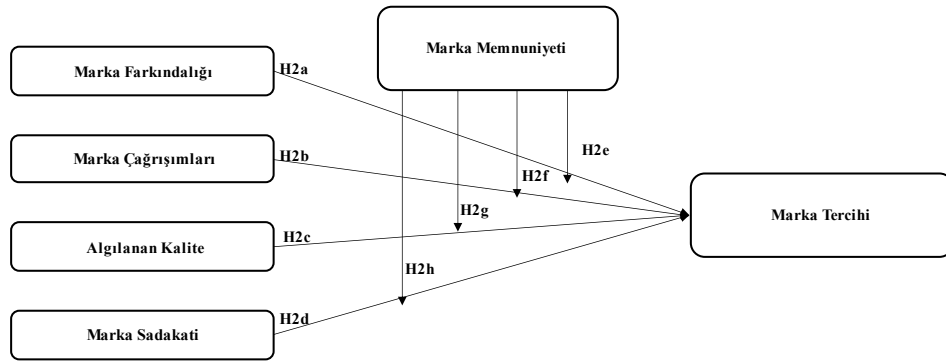 Marka Memnuniyeti
Marka Farkındalığı
H2a
Marka Çağrışımları
H2b
H2e
H2f
Marka Tercihi
H2g
Algılanan Kalite
H2c
H2h
Marka Sadakati
H2d